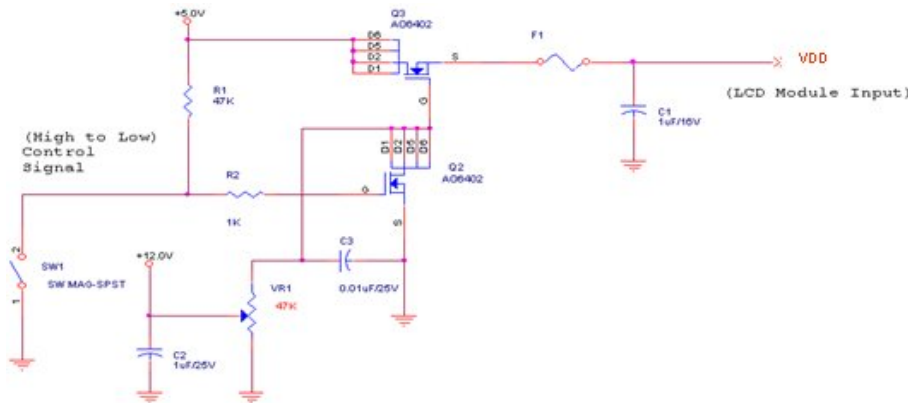 +5.0V
Q3
AO6402
D6
D5
D2
D1
S
G
F1
VDD
(LCD Module Input)
C1
1uF/16V
R1
47K
(High to Low)
Control
Signal
R2
1K
D1
D2
D5
D6
G
Q2
AO6402
S
2
SW1
SW MAG-SPST
1
+12.0V
C3
0.01uF/25V
VR1
47K
C2
1uF/25V